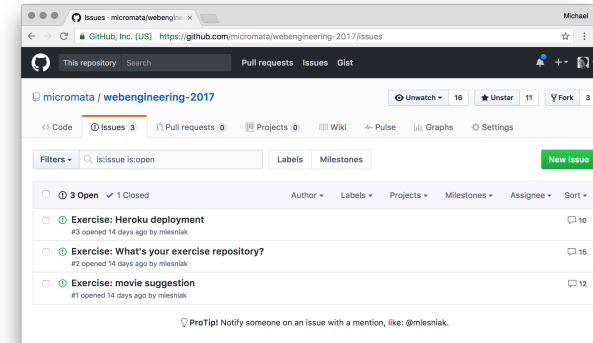 Issues · micromata/webengine ×
Michael
GitHub, Inc. [US] https://github.com/micromata/webengineering-2017/issues
This repository Search Pull requests Issues Gist
micromata / webengineering-2017
Unwatch 16 Unstar 11 Fork 3
Code Issues 3 Pull requests 0 Projects 0 Wiki Pulse Graphs Settings
Filters is:issue is:open Labels Milestones New issue
3 Open ✓ 1 Closed Author Labels Projects Milestones Assignee Sort
Exercise: Heroku deployment 10
#3 opened 14 days ago by mlesniak
Exercise: What's your exercise repository? 15
#2 opened 14 days ago by mlesniak
Exercise: movie suggestion 12
#1 opened 14 days ago by mlesniak
ProTip! Notify someone on an issue with a mention, like: @mlesniak.